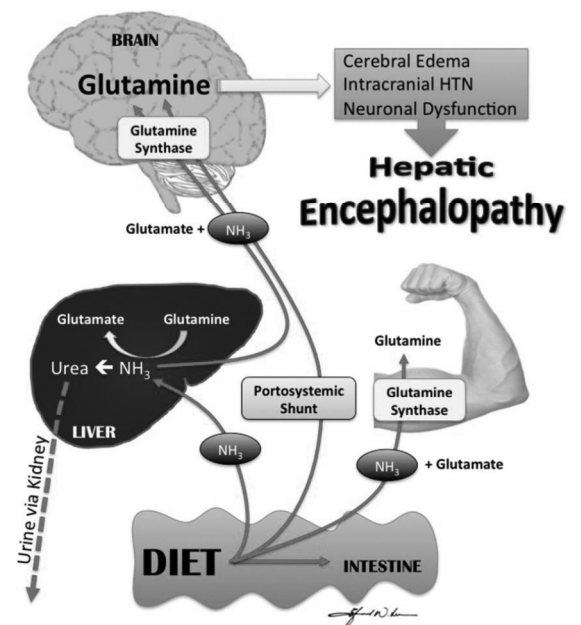 BRAIN
Glutamine
Glutamine
Synthase
Cerebral Edema
Intracranial HTN
Neuronal Dysfunction
Hepatic
Encephalopathy
Glutamate + NH₃
Glutamate Glutamine
Urea ← NH₃
LIVER
Urine via Kidney
NH₃
Portosystemic
Shunt
Glutamine
Glutamine
Synthase
NH₃ + Glutamate
DIET
INTESTINE